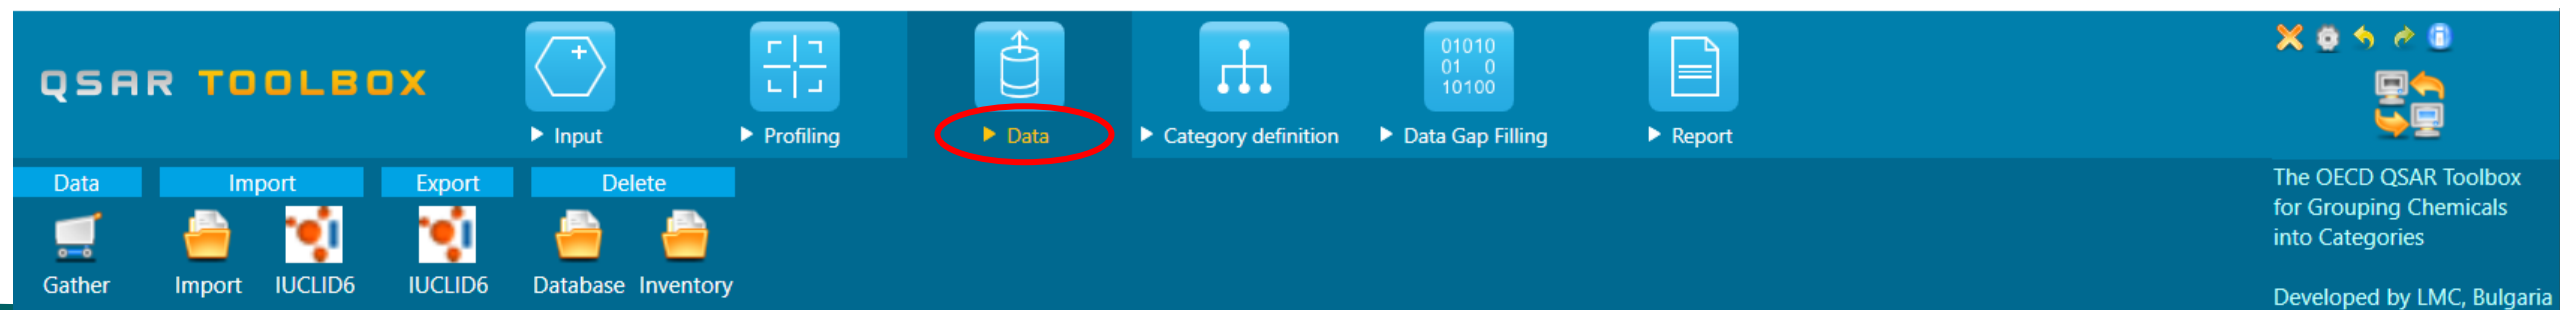 QSAR TOOLBOX
01010
01 0
10100
Input
Profiling
Data
Category definition
Data Gap Filling
Report
Data
Import
Export
Delete
Gather
Import
IUCLID6
IUCLID6
Database
Inventory
The OECD QSAR Toolbox
for Grouping Chemicals
into Categories
Developed by LMC, Bulgaria